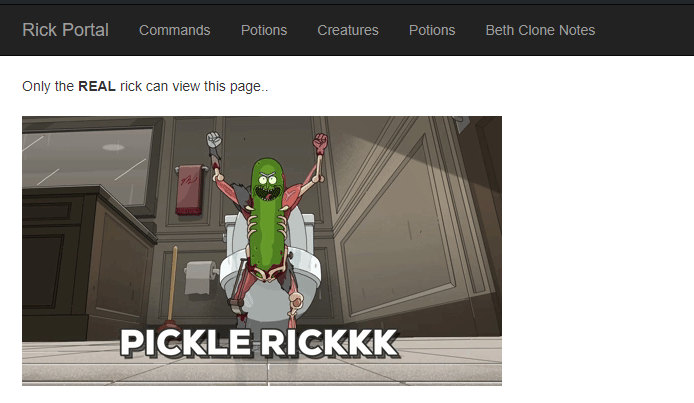 Rick Portal Commands Potions Creatures Potions Beth Clone Notes
Only the REAL rick can view this page..
PICKLE RICKKK